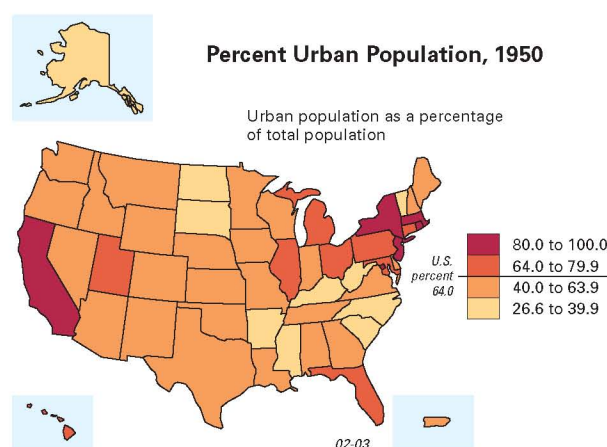 Percent Urban Population, 1950
Urban population as a percentage
of total population
U.S.
percent
64.0
80.0 to 100.0
64.0 to 79.9
40.0 to 63.9
26.6 to 39.9
02-03